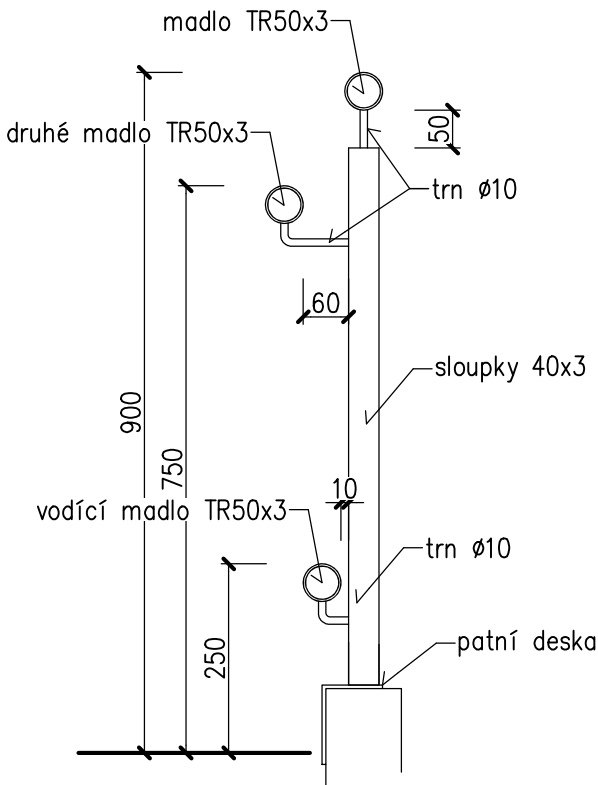 madlo TR50x3
druhé madlo TR50x3
50
trn ø10
60
sloupky 40x3
900
750
10
vodící madlo TR50x3
trn ø10
250
patní deska